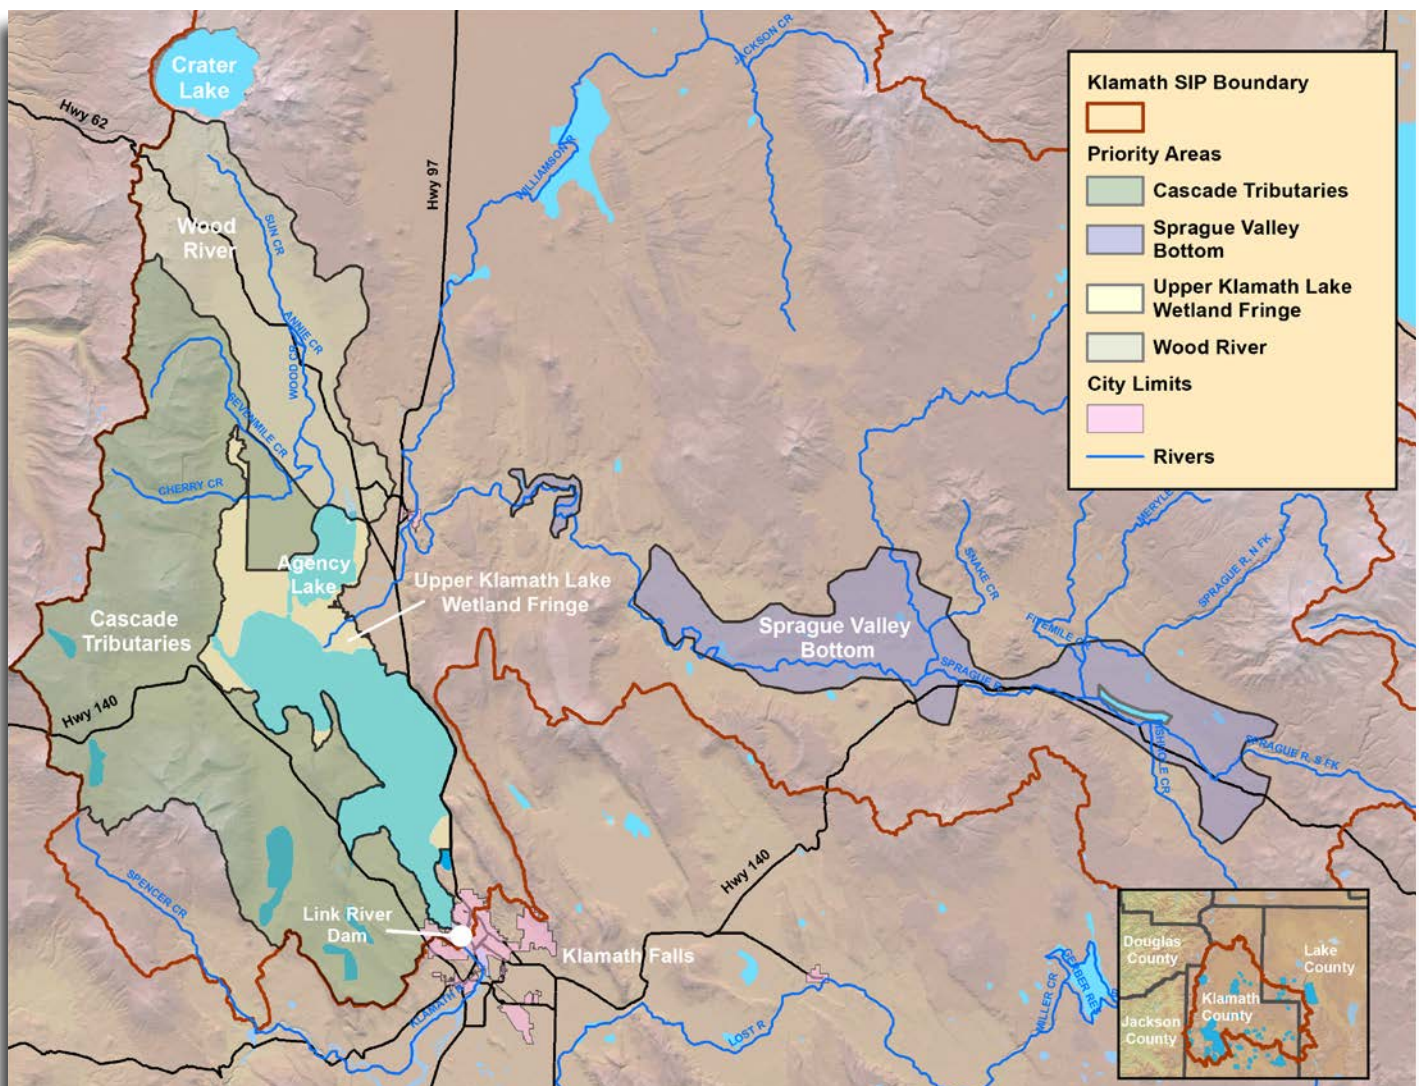 Crater
Lake
Hwy 62
Hwy 97
JACKSON CR
WILLIAMSON R
Wood
River
SUN CR
ANNIE CR
WOOD CR
SEVENMILE CR
CHERRY CR
Agency
Lake
Upper Klamath Lake
Wetland Fringe
Cascade
Tributaries
Hwy 140
SPENCER CR
Link River
Dam
KLAMATH
Klamath Falls
Hwy 140
LOST R
MILLER CR
GERBER RES
Sprague Valley
Bottom
SPRAGUE R
SNAKE CR
FIVEMILE CR
SPRAGUE R, N FK
SPRAGUE R, S FK
Klamath SIP Boundary
Priority Areas
Cascade Tributaries
Sprague Valley
Bottom
Upper Klamath Lake
Wetland Fringe
Wood River
City Limits
Rivers
Douglas
County
Lake
County
Klamath
County
Jackson
County